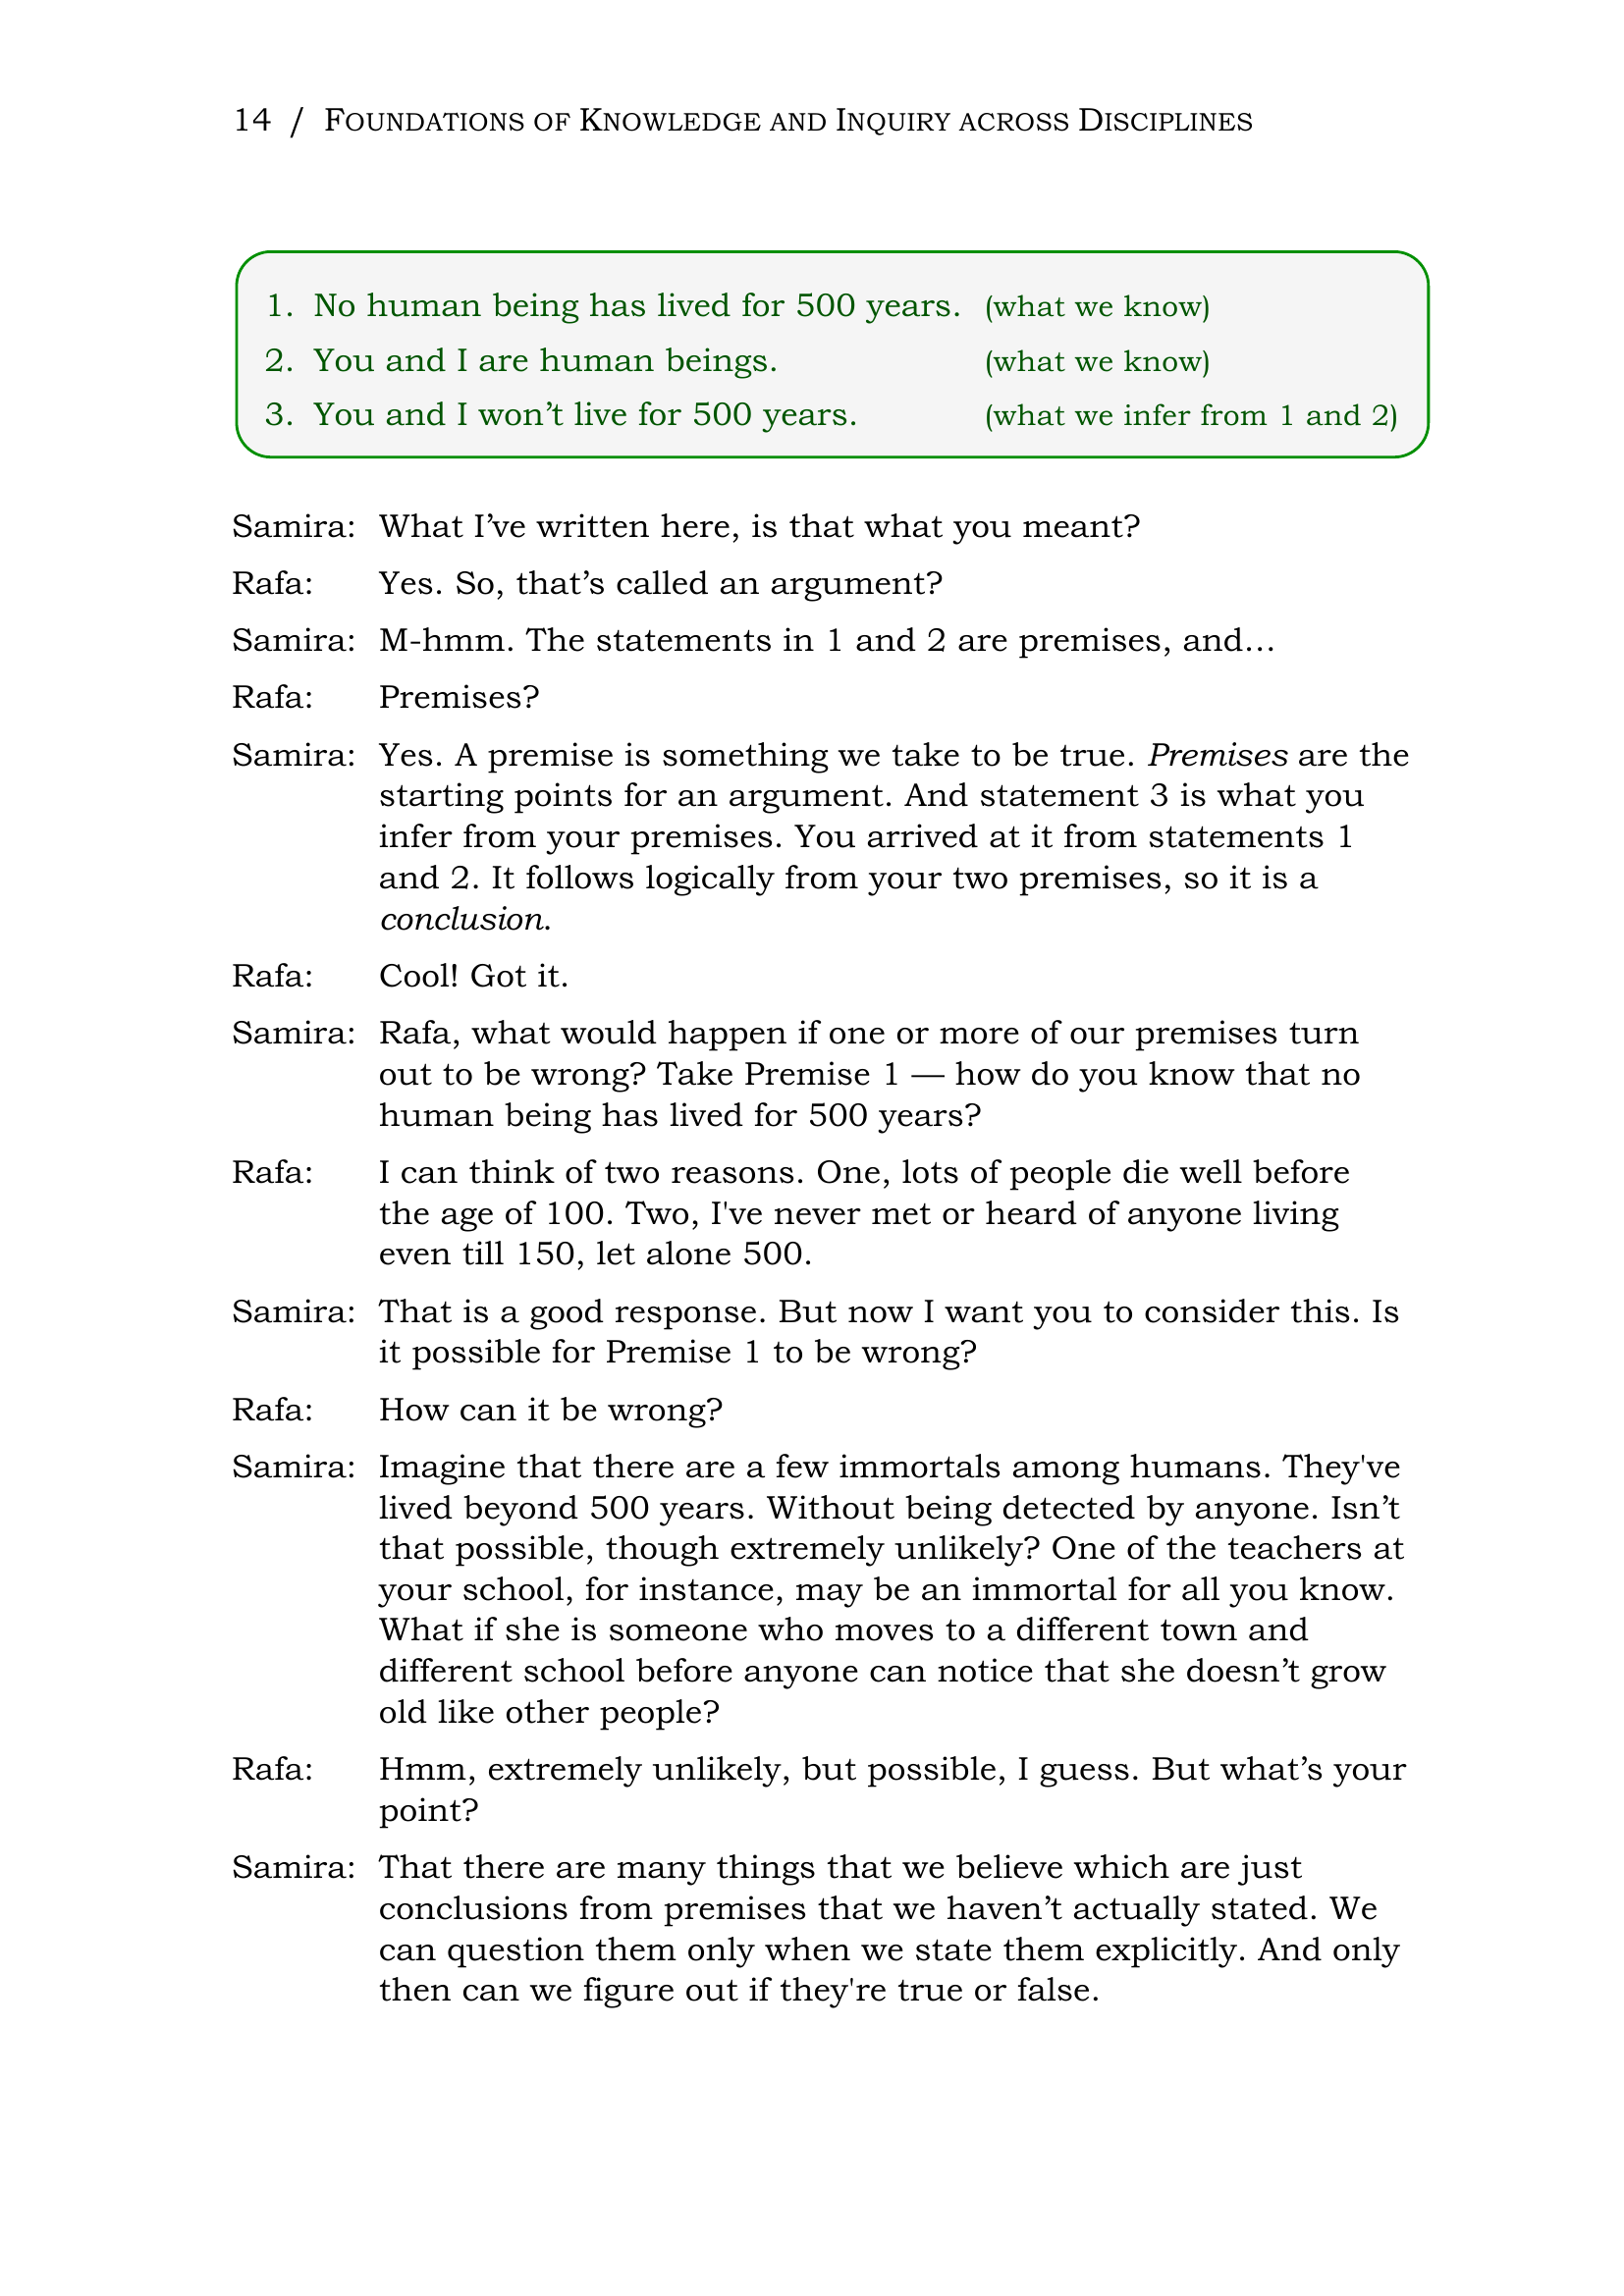 14 / FOUNDATIONS OF KNOWLEDGE AND INQUIRY ACROSS DISCIPLINES
1. No human being has lived for 500 years. (what we know)
2. You and I are human beings. (what we know)
3. You and I won’t live for 500 years. (what we infer from 1 and 2)
Samira: What I’ve written here, is that what you meant?
Rafa: Yes. So, that’s called an argument?
Samira: M-hmm. The statements in 1 and 2 are premises, and…
Rafa: Premises?
Samira: Yes. A premise is something we take to be true. Premises are the
starting points for an argument. And statement 3 is what you
infer from your premises. You arrived at it from statements 1
and 2. It follows logically from your two premises, so it is a
conclusion.
Rafa: Cool! Got it.
Samira: Rafa, what would happen if one or more of our premises turn
out to be wrong? Take Premise 1 — how do you know that no
human being has lived for 500 years?
Rafa: I can think of two reasons. One, lots of people die well before
the age of 100. Two, I've never met or heard of anyone living
even till 150, let alone 500.
Samira: That is a good response. But now I want you to consider this. Is
it possible for Premise 1 to be wrong?
Rafa: How can it be wrong?
Samira: Imagine that there are a few immortals among humans. They've
lived beyond 500 years. Without being detected by anyone. Isn’t
that possible, though extremely unlikely? One of the teachers at
your school, for instance, may be an immortal for all you know.
What if she is someone who moves to a different town and
different school before anyone can notice that she doesn’t grow
old like other people?
Rafa: Hmm, extremely unlikely, but possible, I guess. But what’s your
point?
Samira: That there are many things that we believe which are just
conclusions from premises that we haven’t actually stated. We
can question them only when we state them explicitly. And only
then can we figure out if they're true or false.